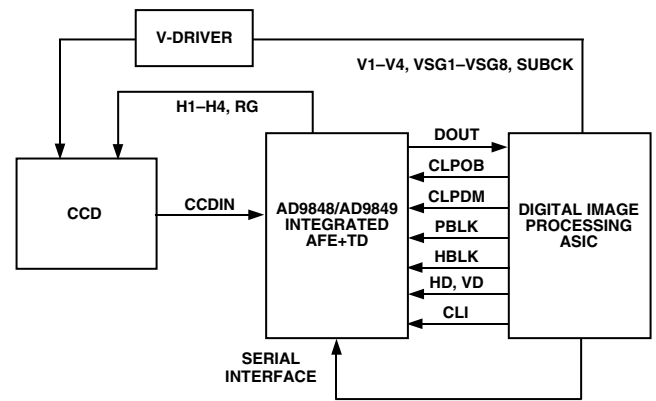 V-DRIVER
V1–V4, VSG1–VSG8, SUBCK
H1–H4, RG
DOUT
CLPOB
CCD
CCDIN
AD9848/AD9849
INTEGRATED
AFE+TD
CLPDM
PBLK
HBLK
HD, VD
CLI
DIGITAL IMAGE
PROCESSING
ASIC
SERIAL
INTERFACE